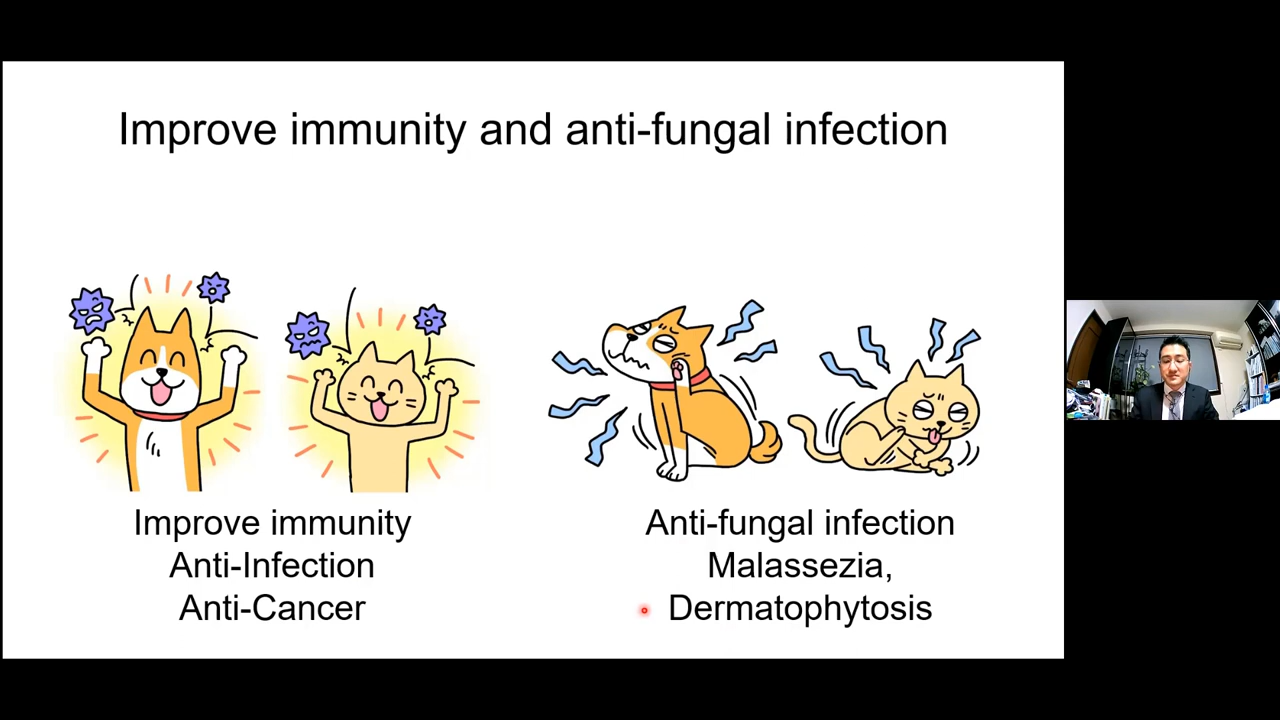 Improve immunity and anti-fungal infection
Improve immunity
Anti-Infection
Anti-Cancer
Anti-fungal infection
Malassezia,
Dermatophytosis